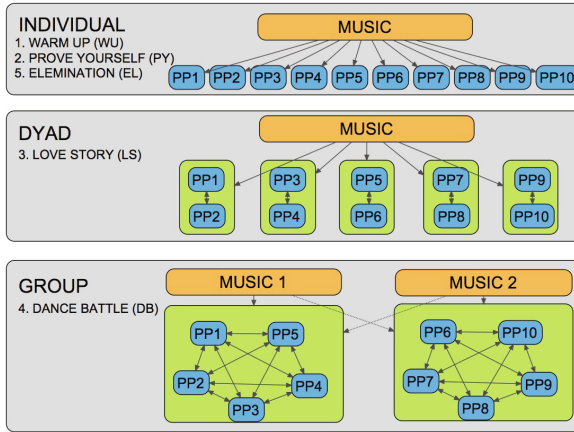 INDIVIDUAL
1. WARM UP (WU)
2. PROVE YOURSELF (PY)
5. ELEMINATION (EL)
MUSIC
PP1 PP2 PP3 PP4 PP5 PP6 PP7 PP8 PP9 PP10
DYAD
3. LOVE STORY (LS)
MUSIC
PP1 PP3 PP5 PP7 PP9
PP2 PP4 PP6 PP8 PP10
GROUP
4. DANCE BATTLE (DB)
MUSIC 1 MUSIC 2
PP1 PP5 PP6 PP10
PP2 PP4 PP7 PP9
PP3 PP8